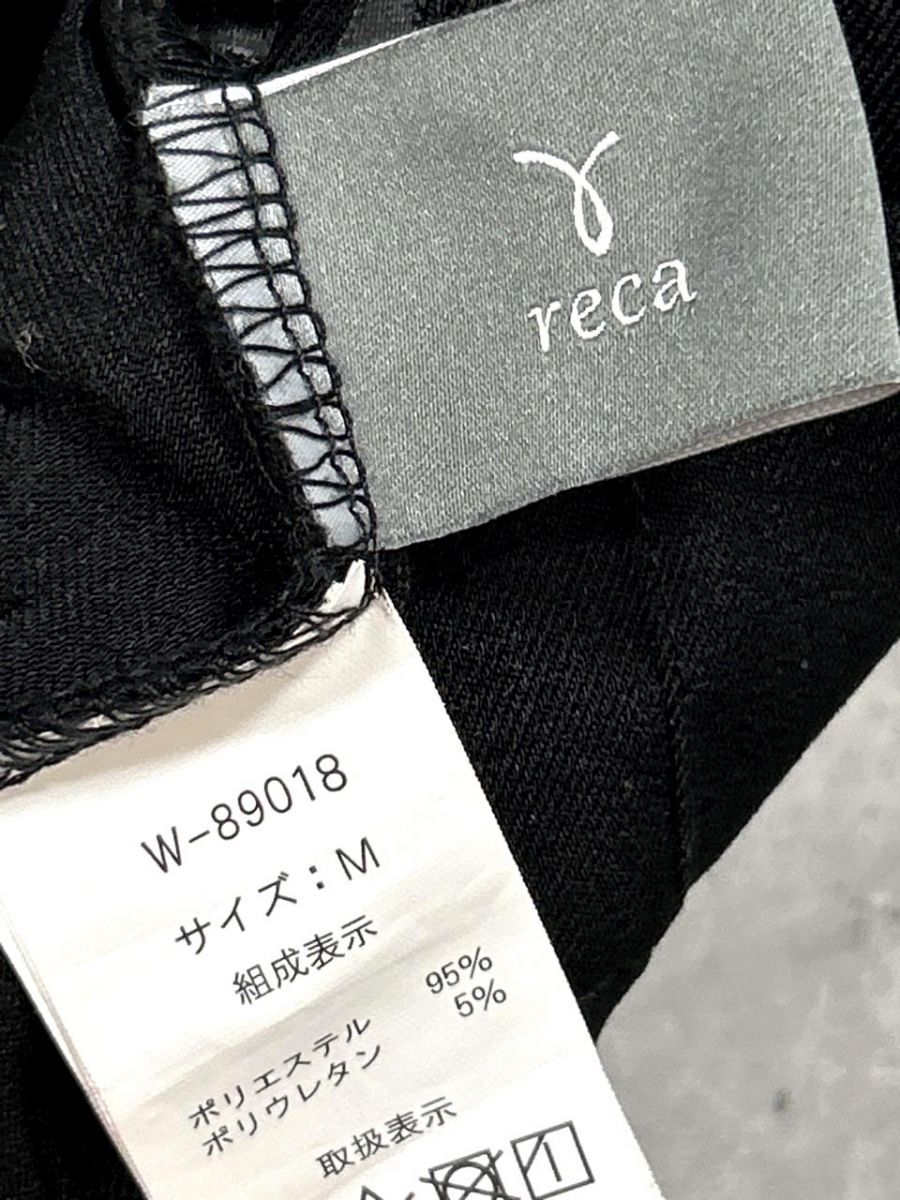 reca
W-89018
サイズ：M
組成表示
ポリエステル 95%
ポリウレタン 5%
取扱表示